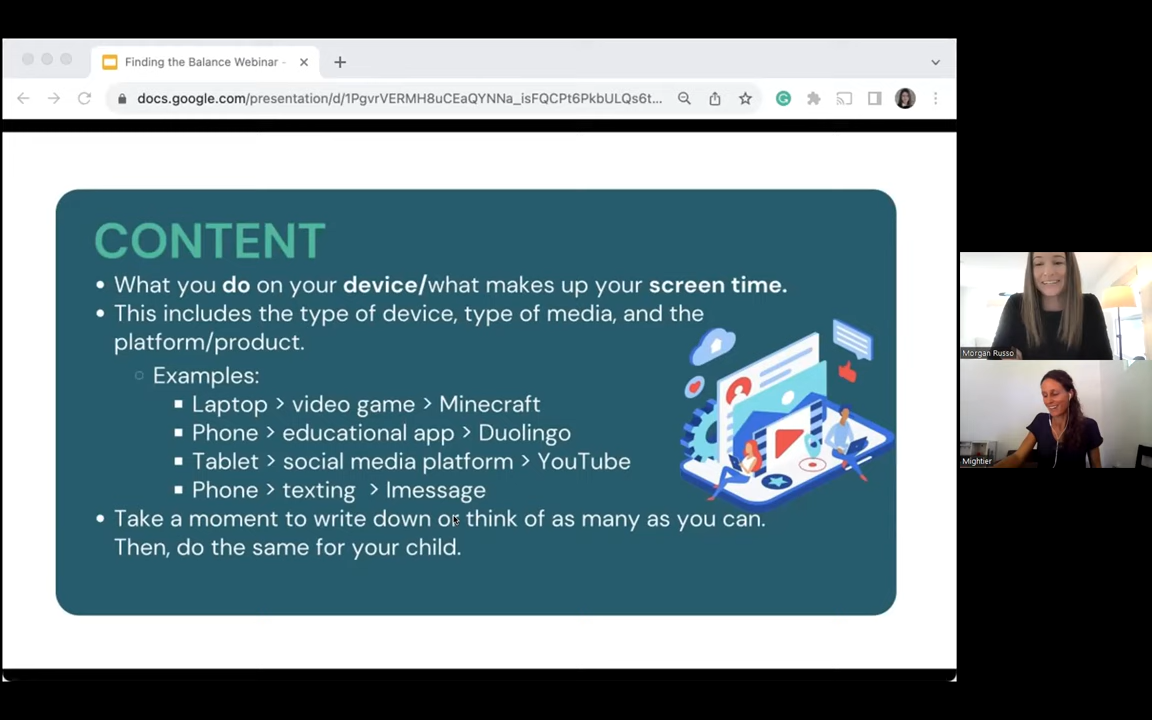 Finding the Balance Webinar -
docs.google.com/presentation/d/1PgvrVERMH8uCEaQYNNa_isFQCPt6PkbULQs6t...
CONTENT
• What you do on your device/what makes up your screen time.
• This includes the type of device, type of media, and the
platform/product.
Examples:
▪ Laptop > video game > Minecraft
▪ Phone > educational app > Duolingo
▪ Tablet > social media platform > YouTube
▪ Phone > texting > Imessage
• Take a moment to write down or think of as many as you can.
Then, do the same for your child.
Morgan Russo
Mightier